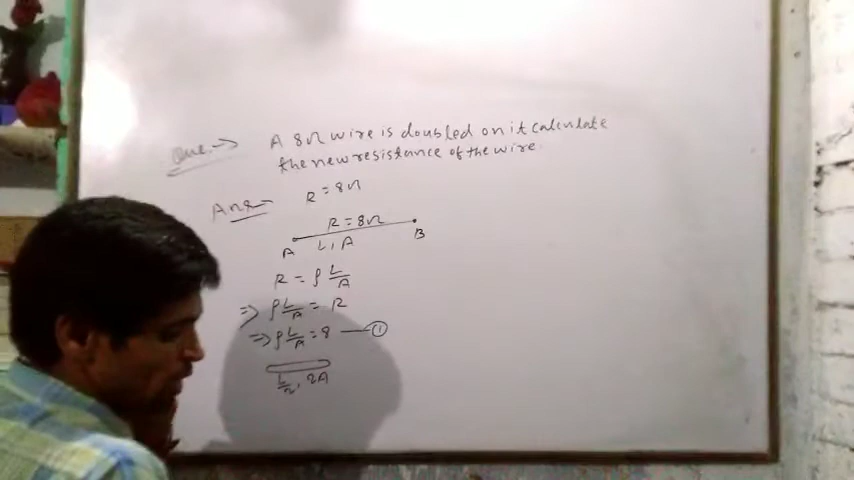 Que. → A 8Ω wire is doubled on it calculate
the new resistance of the wire.
Ans - R = 8Ω
R = 8Ω
A L, A B
R = ρ L/A
⇒ ρ L/A = R
⇒ ρ L/A = 8 — ①
L/2, 2A